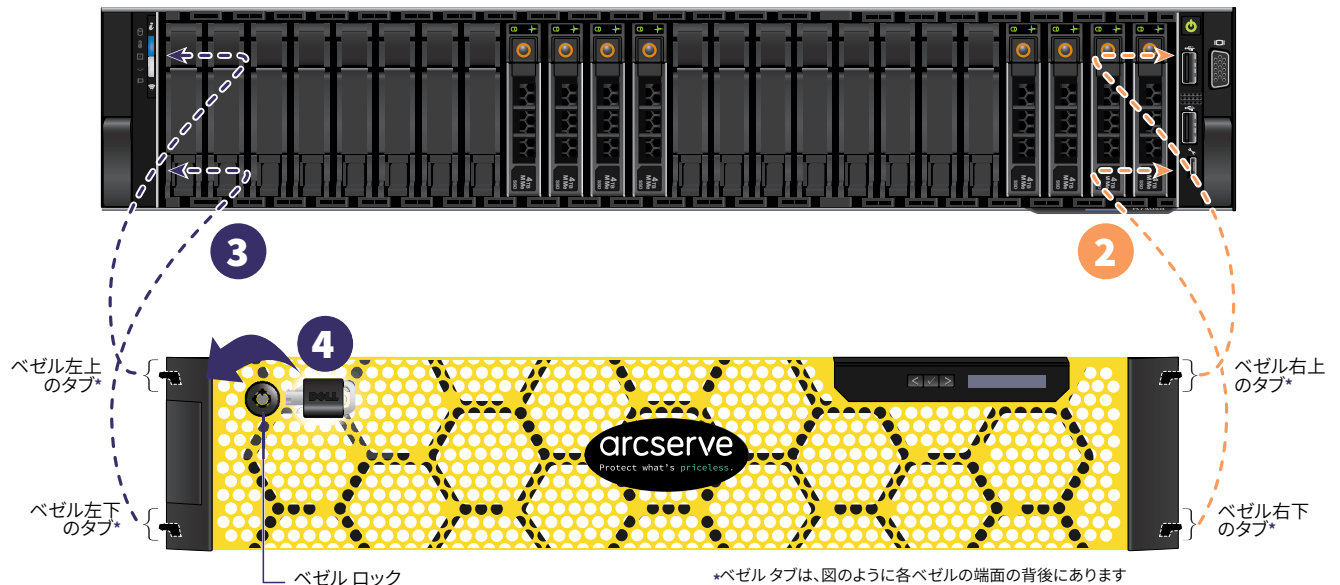 3
2
4
ベゼル左上
のタブ*
ベゼル右上
のタブ*
DELL
< ✓ >
arcserve
Protect what's priceless.
ベゼル左下
のタブ*
ベゼル右下
のタブ*
ベゼル ロック
*ベゼル タブは、図のように各ベゼルの端面の背後にあります